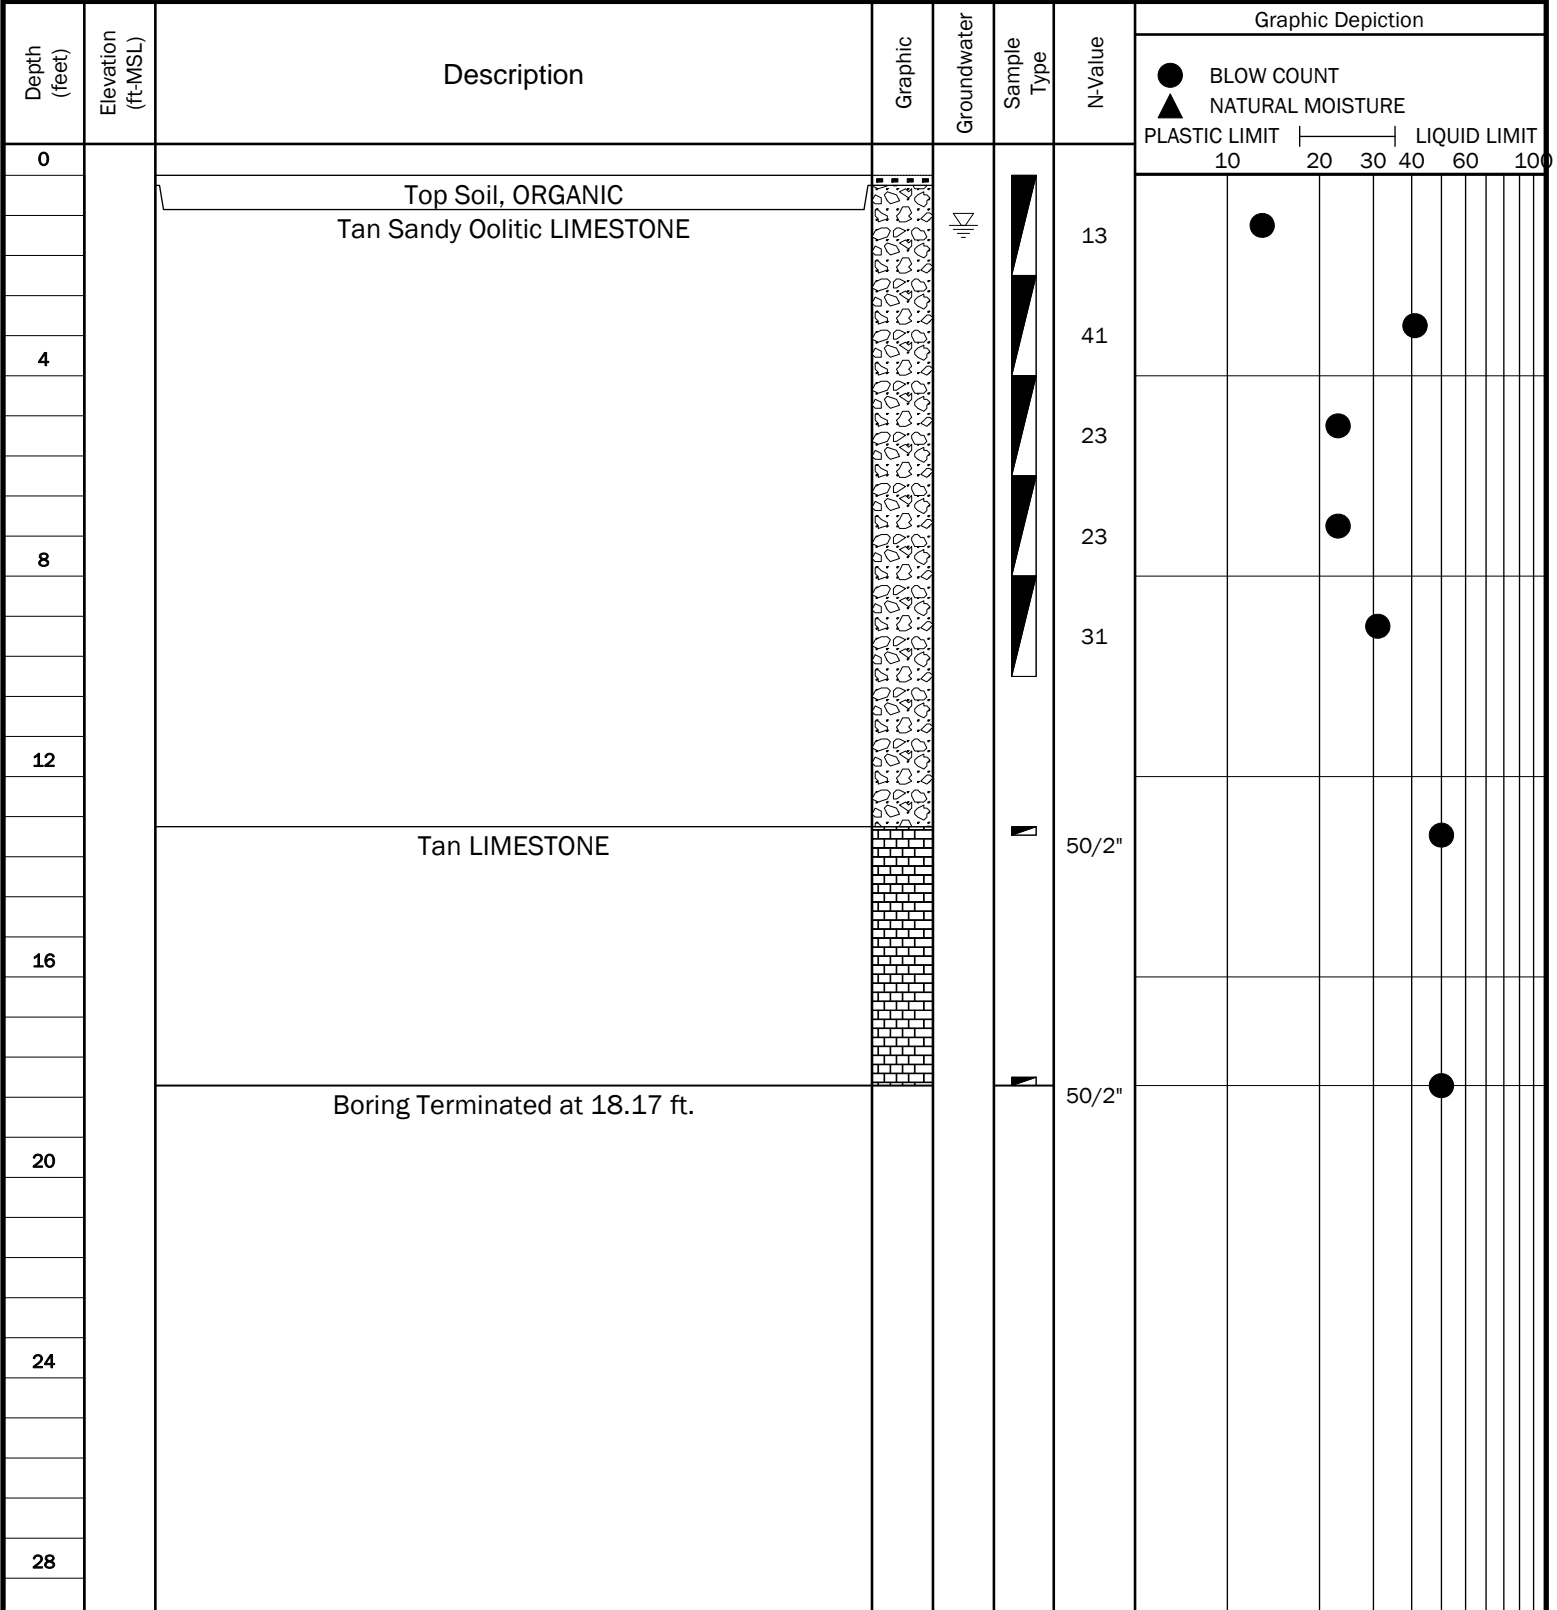 Depth
(feet)
Elevation
(ft-MSL)
Description
Graphic
Groundwater
Sample
Type
N-Value
Graphic Depiction
BLOW COUNT
NATURAL MOISTURE
PLASTIC LIMIT LIQUID LIMIT
10 20 30 40 60 100
0
Top Soil, ORGANIC
Tan Sandy Oolitic LIMESTONE
13
41
4
23
23
8
31
12
Tan LIMESTONE
50/2"
16
Boring Terminated at 18.17 ft.
50/2"
20
24
28